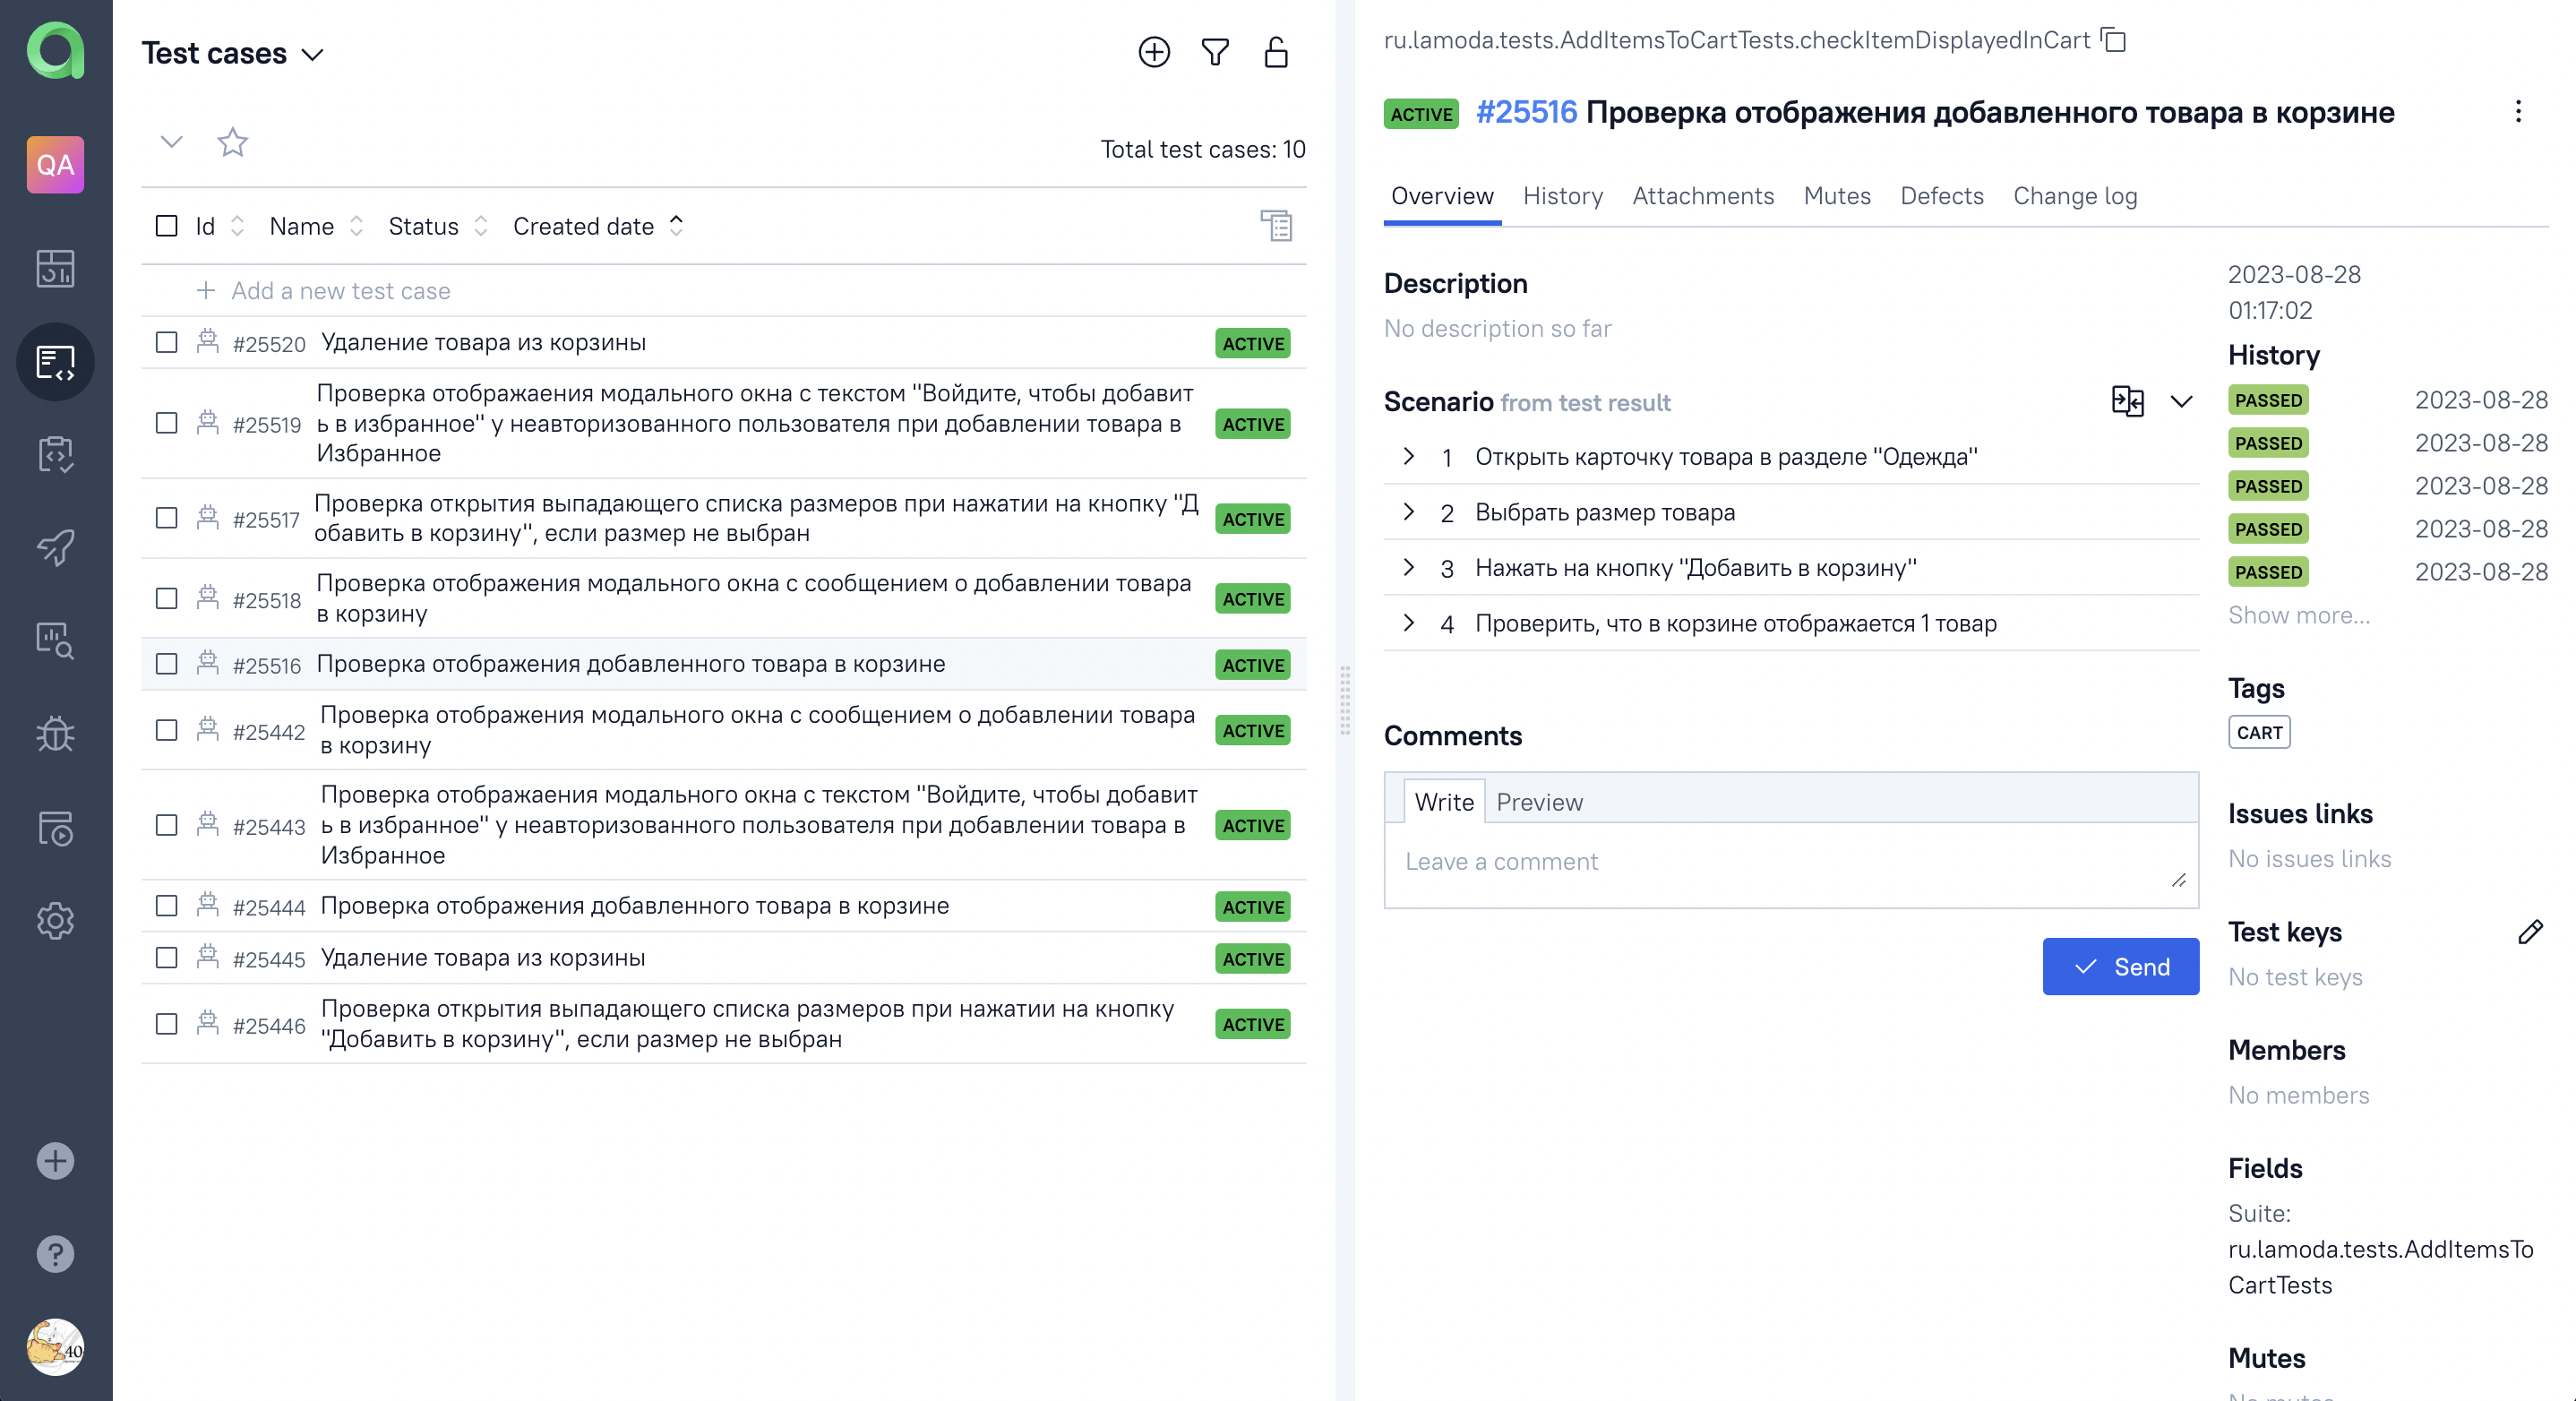 QA
40
Test cases
Total test cases: 10
Id Name Status Created date
Add a new test case
#25520 Удаление товара из корзины ACTIVE
Проверка отображаения модального окна с текстом "Войдите, чтобы добавит
#25519 ь в избранное" у неавторизованного пользователя при добавлении товара в ACTIVE
Избранное
Проверка открытия выпадающего списка размеров при нажатии на кнопку "Д
#25517 обавить в корзину", если размер не выбран ACTIVE
Проверка отображения модального окна с сообщением о добавлении товара
#25518 в корзину ACTIVE
#25516 Проверка отображения добавленного товара в корзине ACTIVE
Проверка отображения модального окна с сообщением о добавлении товара
#25442 в корзину ACTIVE
Проверка отображаения модального окна с текстом "Войдите, чтобы добавит
#25443 ь в избранное" у неавторизованного пользователя при добавлении товара в ACTIVE
Избранное
#25444 Проверка отображения добавленного товара в корзине ACTIVE
#25445 Удаление товара из корзины ACTIVE
Проверка открытия выпадающего списка размеров при нажатии на кнопку
#25446 "Добавить в корзину", если размер не выбран ACTIVE
ru.lamoda.tests.AddItemsToCartTests.checkItemDisplayedInCart
ACTIVE #25516 Проверка отображения добавленного товара в корзине
Overview History Attachments Mutes Defects Change log
Description
No description so far
Scenario from test result
1 Открыть карточку товара в разделе "Одежда"
2 Выбрать размер товара
3 Нажать на кнопку "Добавить в корзину"
4 Проверить, что в корзине отображается 1 товар
Comments
Write Preview
Leave a comment
Send
2023-08-28
01:17:02
History
PASSED 2023-08-28
PASSED 2023-08-28
PASSED 2023-08-28
PASSED 2023-08-28
PASSED 2023-08-28
Show more...
Tags
CART
Issues links
No issues links
Test keys
No test keys
Members
No members
Fields
Suite:
ru.lamoda.tests.AddItemsTo
CartTests
Mutes